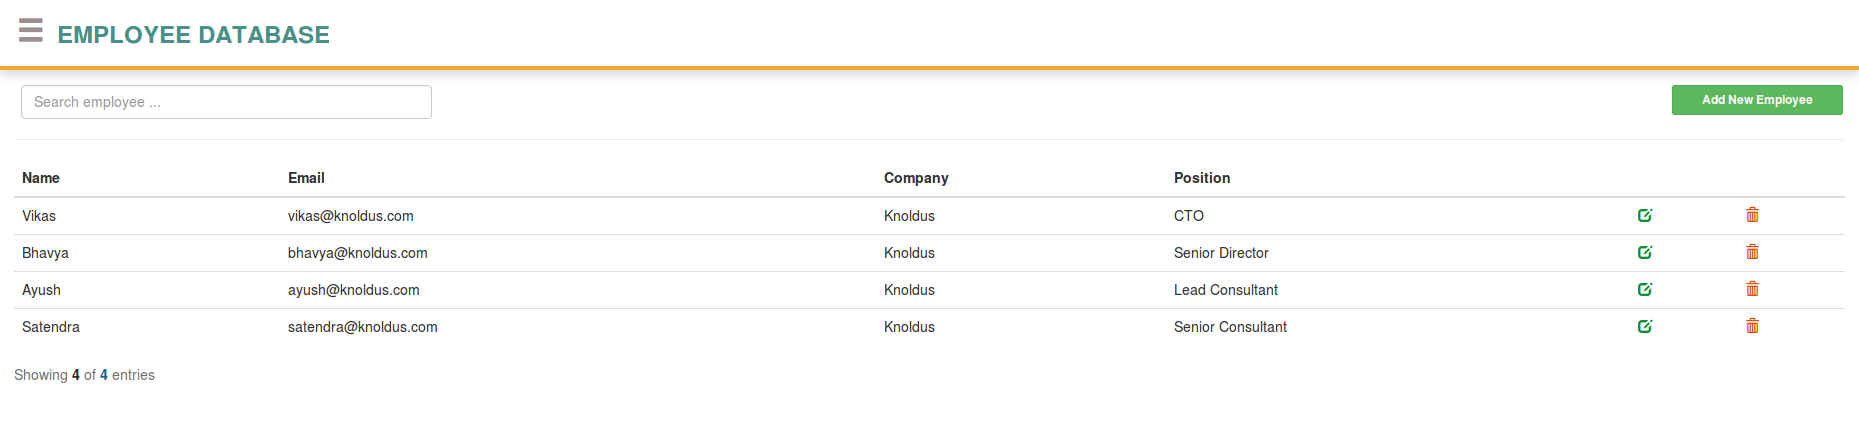 EMPLOYEE DATABASE
Search employee ...
Add New Employee
Name Email Company Position
Vikas vikas@knoldus.com Knoldus CTO
Bhavya bhavya@knoldus.com Knoldus Senior Director
Ayush ayush@knoldus.com Knoldus Lead Consultant
Satendra satendra@knoldus.com Knoldus Senior Consultant
Showing 4 of 4 entries